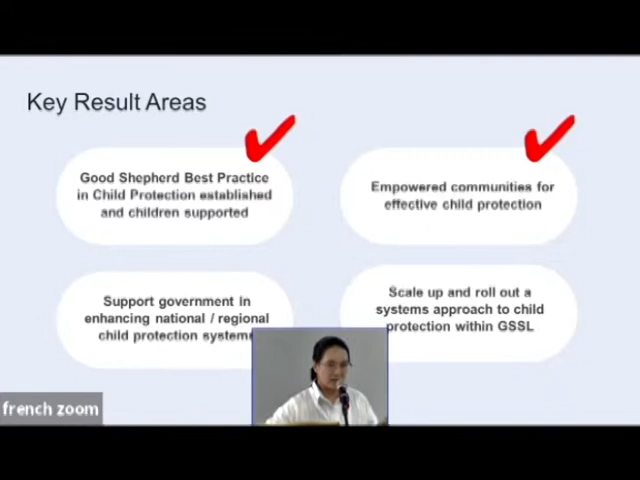 Key Result Areas
Good Shepherd Best Practice
in Child Protection established
and children supported
Empowered communities for
effective child protection
Support government in
enhancing national / regional
child protection
Scale up and roll out a
systems approach to child
protection within GSSL
french zoom